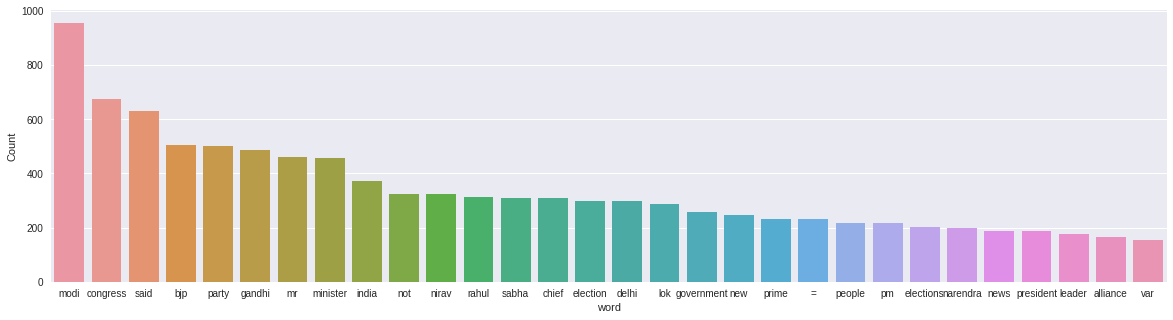 1000
800
600
400
200
0
Count
modi congress said bjp party gandhi mr minister india not nirav rahul sabha chief election delhi lok government new prime = people pm elections narendra news president leader alliance var
word